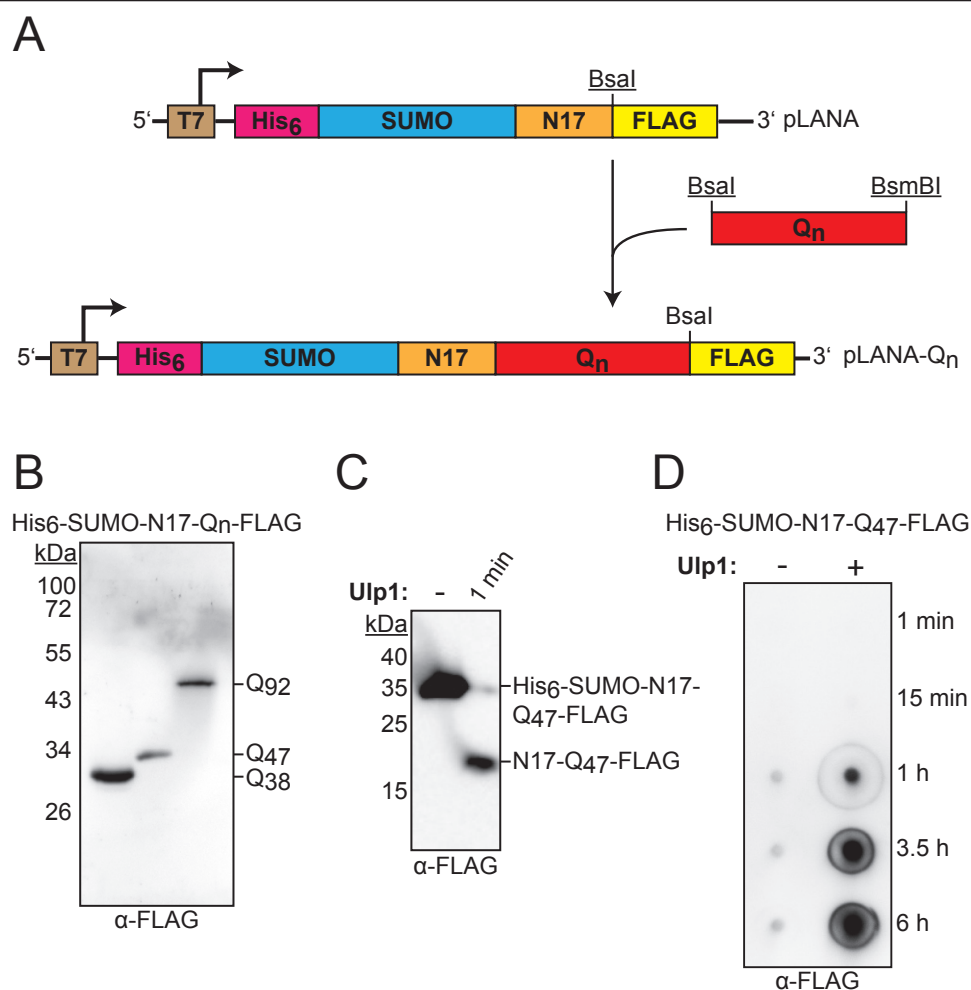 A
BsaI
5‘ T7 His6 SUMO N17 FLAG 3‘ pLANA
BsaI BsmBI
Qn
BsaI
5‘ T7 His6 SUMO N17 Qn FLAG 3‘ pLANA-Qn
B
His6-SUMO-N17-Qn-FLAG
kDa
100
72
55
43
34
26
Q92
Q47
Q38
α-FLAG
C
Ulp1: - 1 min
kDa
40
35
25
15
His6-SUMO-N17-
Q47-FLAG
N17-Q47-FLAG
α-FLAG
D
His6-SUMO-N17-Q47-FLAG
Ulp1: - +
1 min
15 min
1 h
3.5 h
6 h
α-FLAG